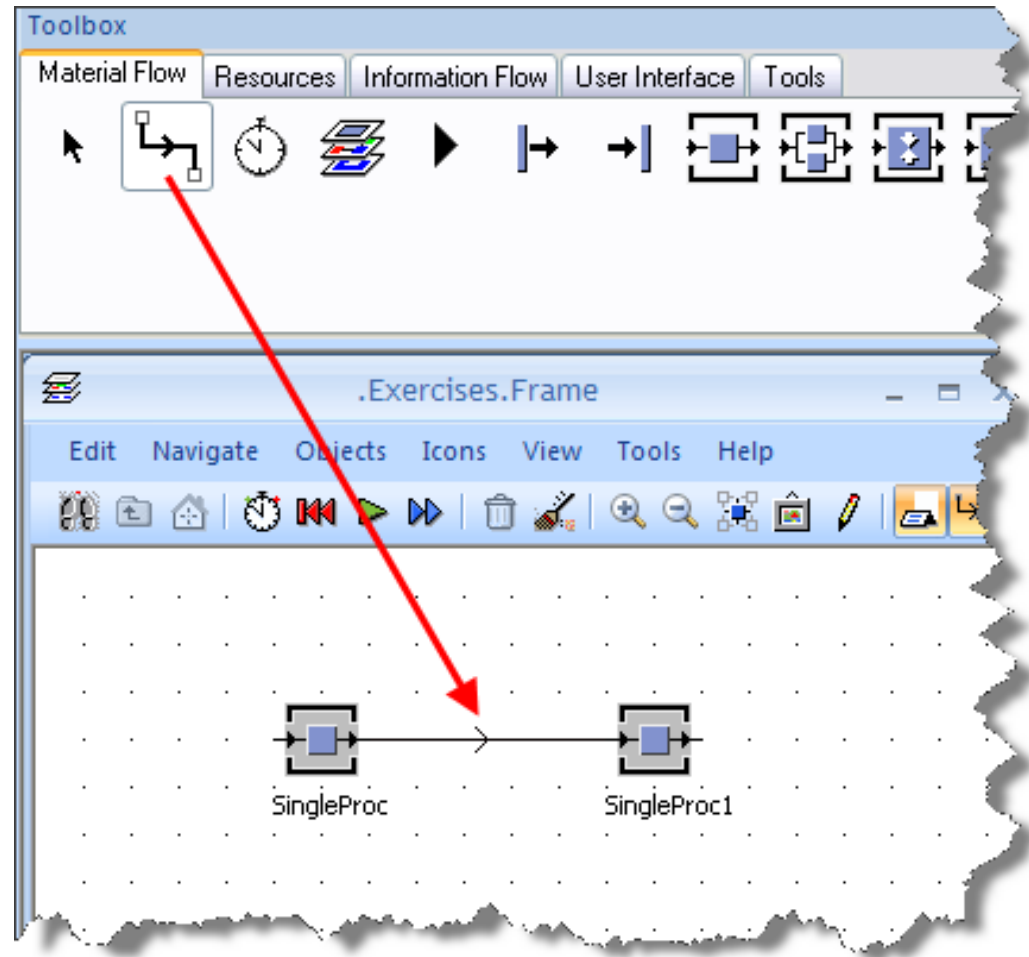 Toolbox
Material Flow Resources Information Flow User Interface Tools
.Exercises.Frame
Edit Navigate Objects Icons View Tools Help
SingleProc SingleProc1